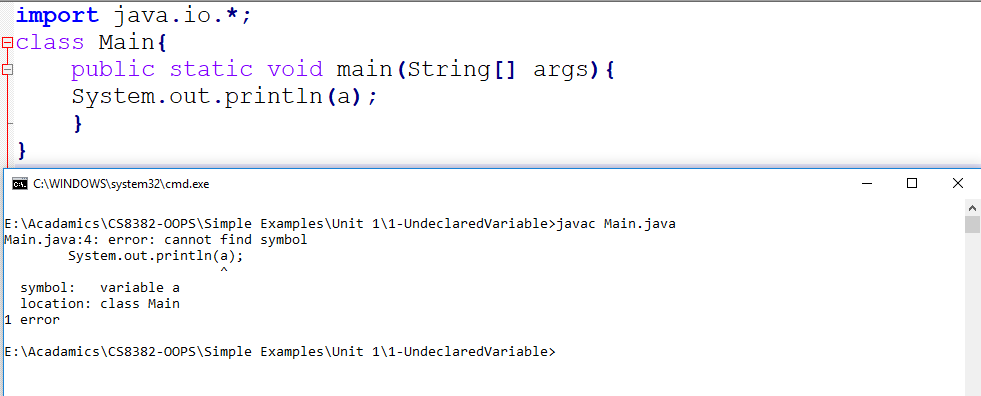 import java.io.*;
class Main{
public static void main(String[] args){
System.out.println(a);
}
}
C:\WINDOWS\system32\cmd.exe
E:\Acadamics\CS8382-OOPS\Simple Examples\Unit 1\1-UndeclaredVariable>javac Main.java
Main.java:4: error: cannot find symbol
System.out.println(a);
^
symbol:   variable a
location: class Main
1 error
E:\Acadamics\CS8382-OOPS\Simple Examples\Unit 1\1-UndeclaredVariable>